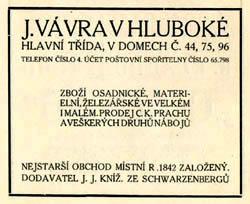 J. VÁVRA V HLUBOKÉ
HLAVNÍ TŘÍDA, V DOMECH Č. 44, 75, 96
TELEFON ČÍSLO 4. ÚČET POŠTOVNÍ SPOŘITELNY ČÍSLO 65.798
ZBOŽÍ OSADNICKÉ, MATERI-
ELNÍ, ŽELEZÁŘSKÉ VE VELKÉM
I MALÉM. PRODEJ C. K. PRACHU
A VEŠKERÝCH DRUHŮ NÁBOJŮ
NEJSTARŠÍ OBCHOD MÍSTNÍ R. 1842 ZALOŽENÝ.
DODAVATEL J. J. KNÍŽ. ZE SCHWARZENBERGŮ